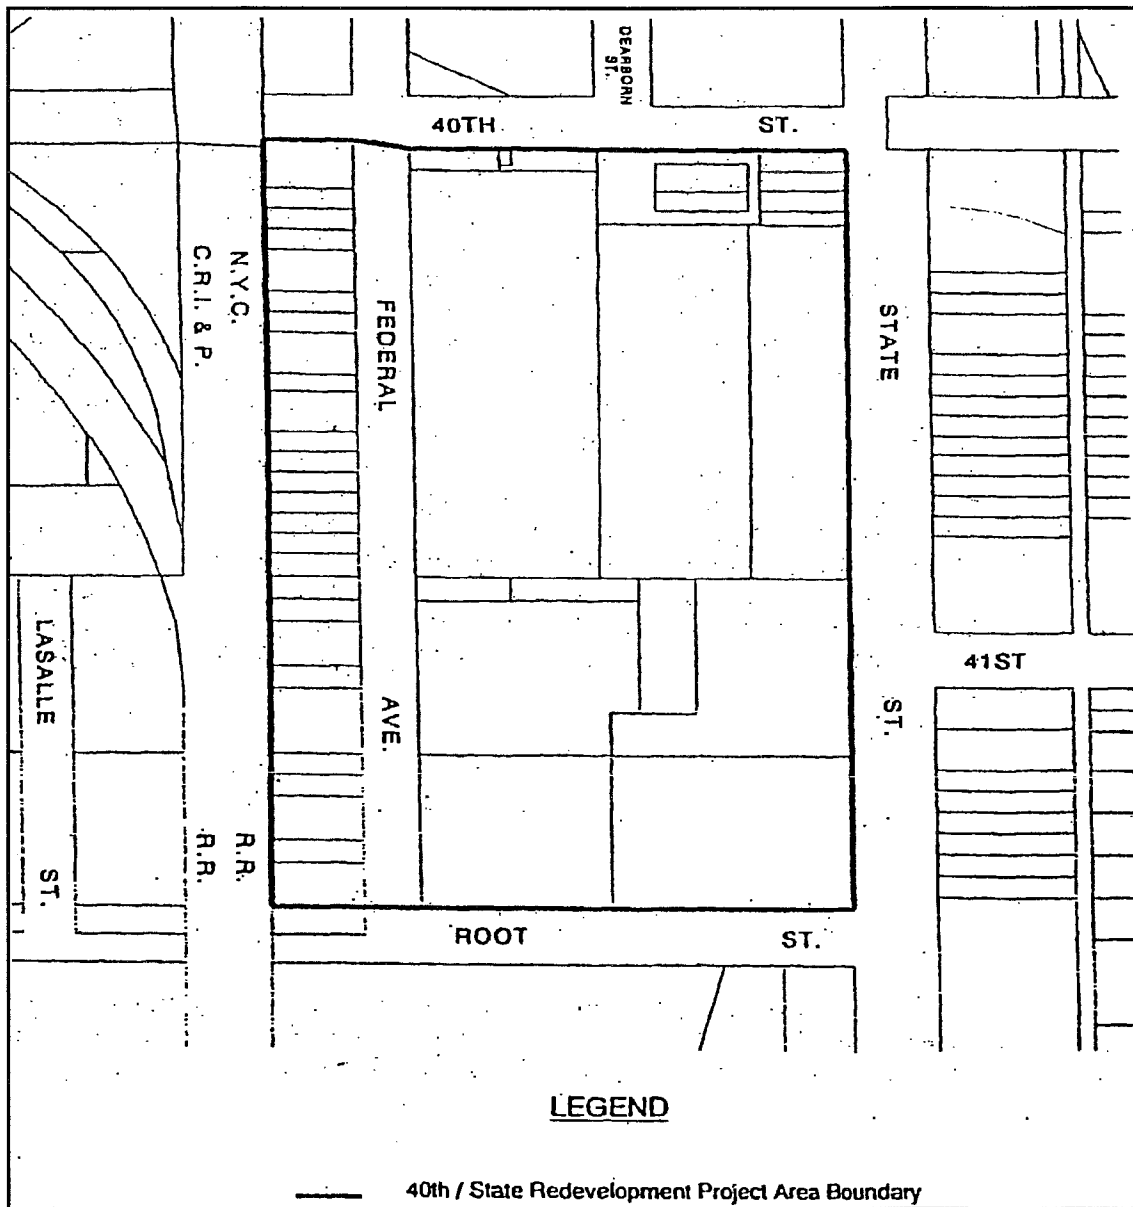 DEARBORN
ST.
40TH ST.
N.Y.C. R.R.
C.R.I. & P. R.R.
FEDERAL AVE.
STATE ST.
41ST
LASALLE ST.
ROOT ST.
LEGEND
40th / State Redevelopment Project Area Boundary